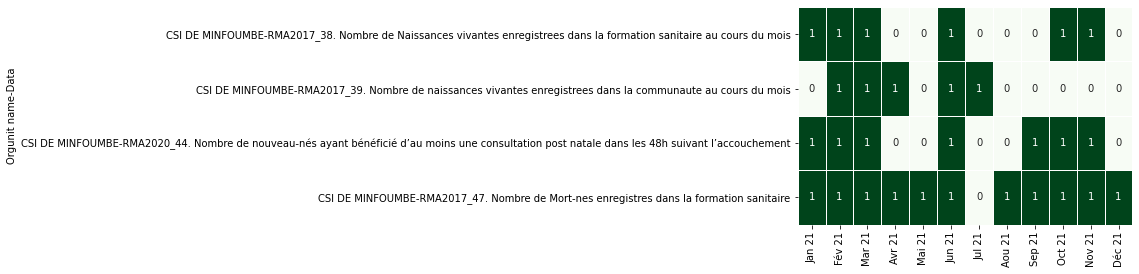 Orgunit name-Data
CSI DE MINFOUMBE-RMA2017_38. Nombre de Naissances vivantes enregistrees dans la formation sanitaire au cours du mois 1 1 1 0 0 1 0 0 0 1 1 0
CSI DE MINFOUMBE-RMA2017_39. Nombre de naissances vivantes enregistrees dans la communaute au cours du mois 0 1 1 1 0 1 1 0 0 0 0 0
CSI DE MINFOUMBE-RMA2020_44. Nombre de nouveau-nés ayant bénéficié d’au moins une consultation post natale dans les 48h suivant l’accouchement 1 1 1 0 0 1 0 0 1 1 1 0
CSI DE MINFOUMBE-RMA2017_47. Nombre de Mort-nes enregistres dans la formation sanitaire 1 1 1 1 1 1 0 1 1 1 1 1
Jan 21 Fév 21 Mar 21 Avr 21 Mai 21 Jun 21 Jul 21 Aou 21 Sep 21 Oct 21 Nov 21 Déc 21